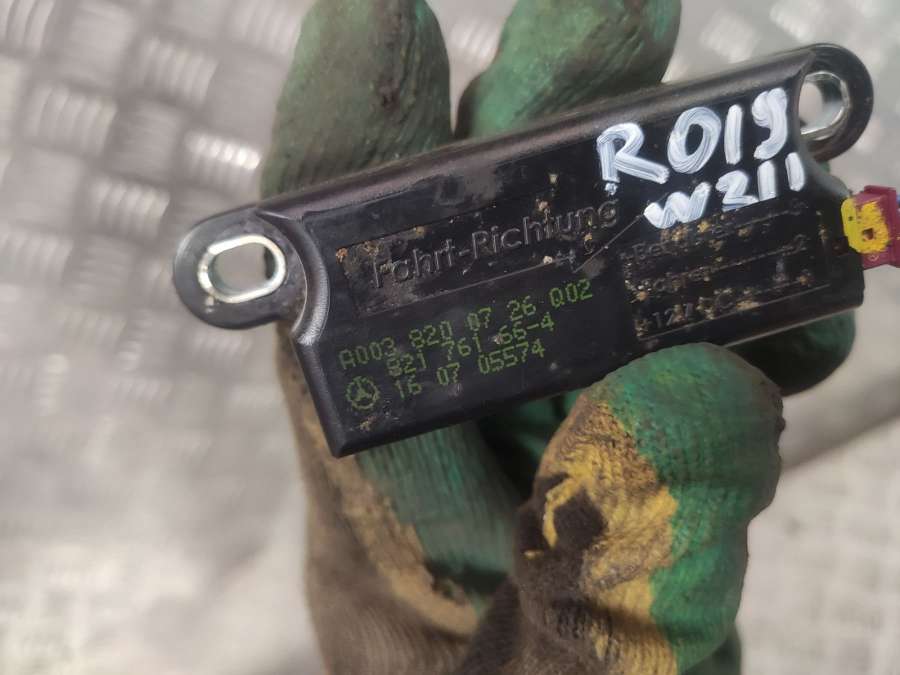 R019
W211
Fahrt-Richtung
A003 820 07 26 Q02
821 761 66-4
16 07 05574